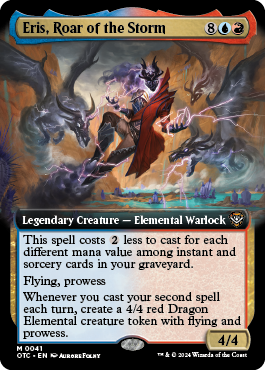 Eris, Roar of the Storm 8
Legendary Creature — Elemental Warlock
This spell costs 2 less to cast for each
different mana value among instant and
sorcery cards in your graveyard.
Flying, prowess
Whenever you cast your second spell
each turn, create a 4/4 red Dragon
Elemental creature token with flying and
prowess.
4/4
M 0041
OTC • EN AURORE FOLNY
™ & © 2024 Wizards of the Coast